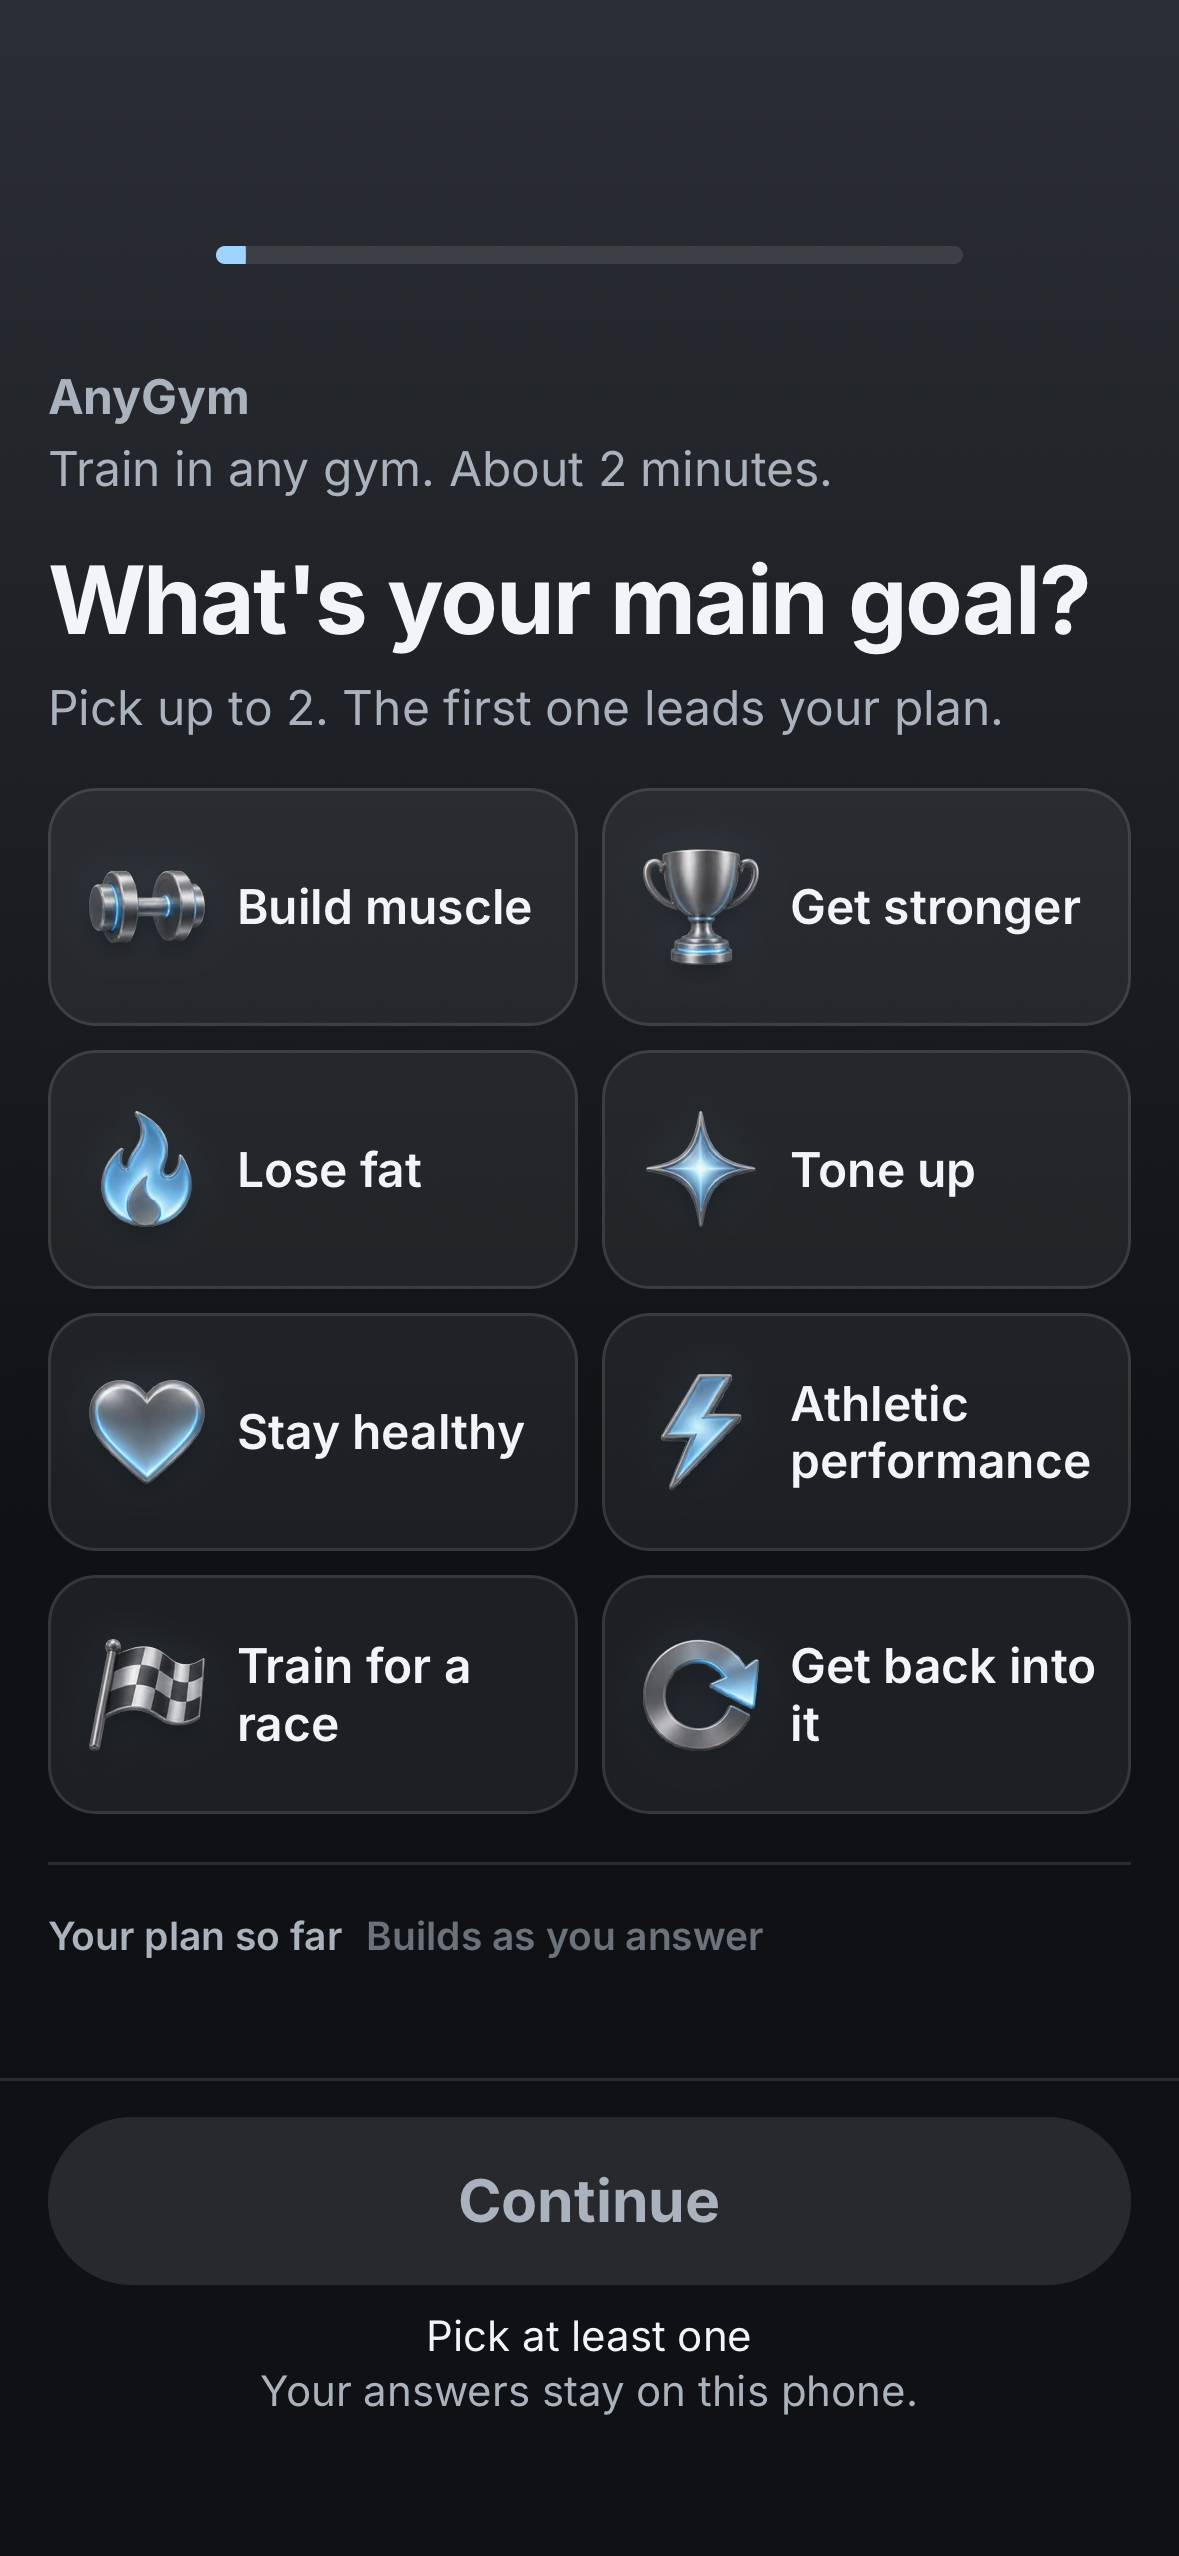 AnyGym
Train in any gym. About 2 minutes.
What's your main goal?
Pick up to 2. The first one leads your plan.
Build muscle
Get stronger
Lose fat
Tone up
Stay healthy
Athletic
performance
Train for a
race
Get back into
it
Your plan so far Builds as you answer
Continue
Pick at least one
Your answers stay on this phone.